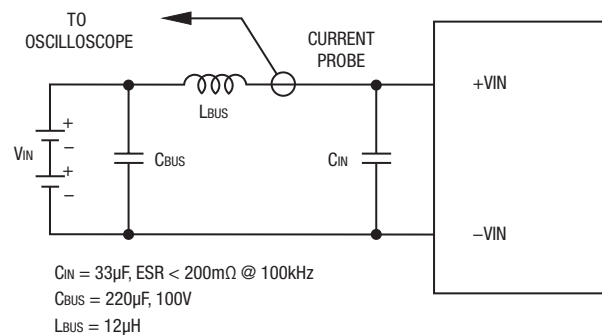 TO
OSCILLOSCOPE
CURRENT
PROBE
LBUS
+VIN
VIN
+
−
+
−
CBUS
CIN
−VIN
CIN = 33µF, ESR < 200mΩ @ 100kHz
CBUS = 220µF, 100V
LBUS = 12µH